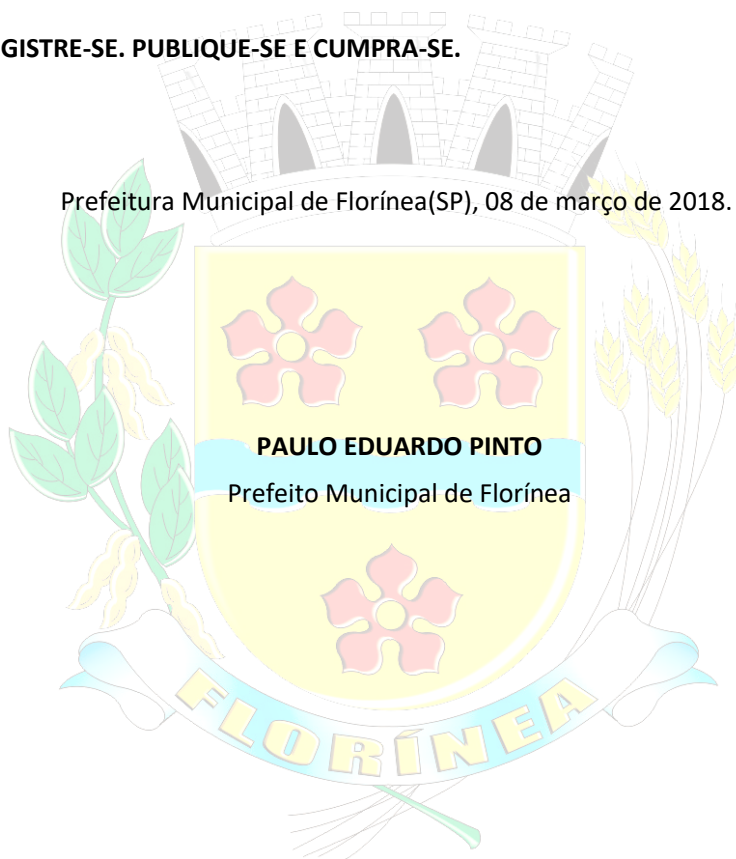 GISTRE-SE. PUBLIQUE-SE E CUMPRA-SE.
Prefeitura Municipal de Florínea(SP), 08 de março de 2018.
PAULO EDUARDO PINTO
Prefeito Municipal de Florínea
FLORÍNEA